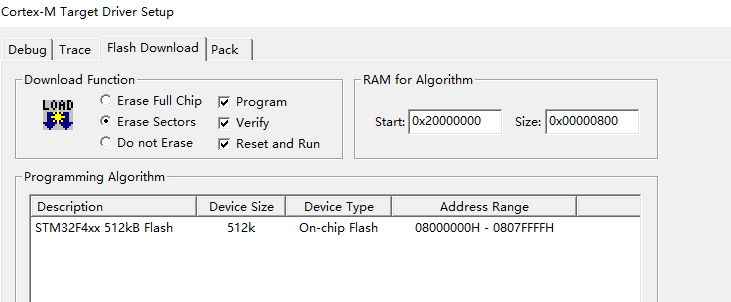 Cortex-M Target Driver Setup
Debug Trace Flash Download Pack
Download Function
LOAD
Erase Full Chip
Erase Sectors
Do not Erase
Program
Verify
Reset and Run
RAM for Algorithm
Start: 0x20000000 Size: 0x00000800
Programming Algorithm
Description Device Size Device Type Address Range
STM32F4xx 512kB Flash 512k On-chip Flash 08000000H - 0807FFFFH